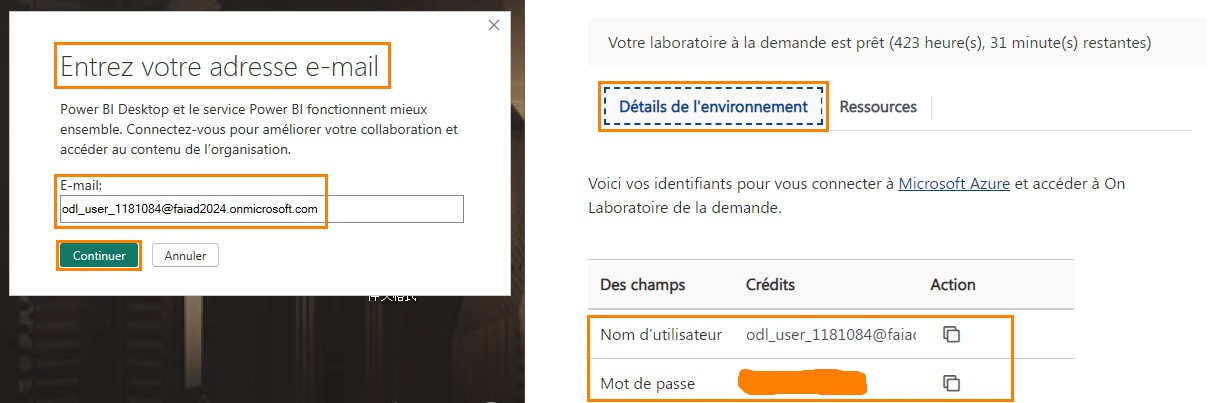 Entrez votre adresse e-mail
Power BI Desktop et le service Power BI fonctionnent mieux
ensemble. Connectez-vous pour améliorer votre collaboration et
accéder au contenu de l'organisation.
E-mail:
odl_user_1181084@faiad2024.onmicrosoft.com
Continuer
Annuler
Votre laboratoire à la demande est prêt (423 heure(s), 31 minute(s) restantes)
Détails de l'environnement
Ressources
Voici vos identifiants pour vous connecter à Microsoft Azure et accéder à On
Laboratoire de la demande.
Des champs Crédits Action
Nom d'utilisateur odl_user_1181084@faiac
Mot de passe